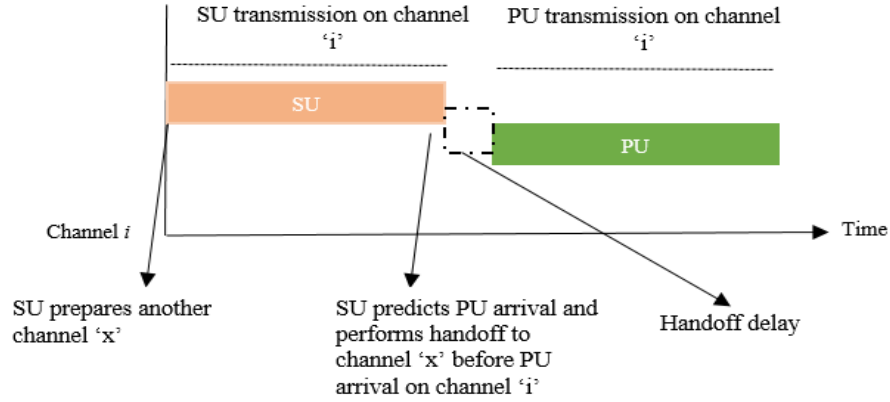 SU transmission on channel
‘i’
PU transmission on channel
‘i’
SU
PU
Channel i
Time
SU prepares another
channel ‘x’
SU predicts PU arrival and
performs handoff to
channel ‘x’ before PU
arrival on channel ‘i’
Handoff delay